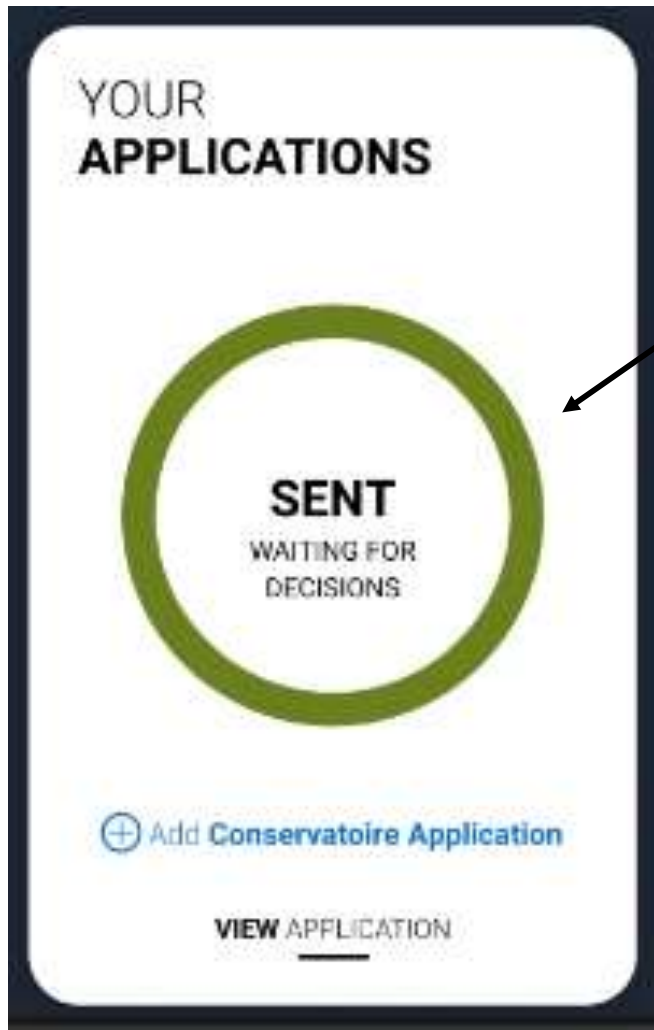 YOUR
APPLICATIONS
SENT
WAITING FOR
DECISIONS
Add Conservatoire Application
VIEW APPLICATION